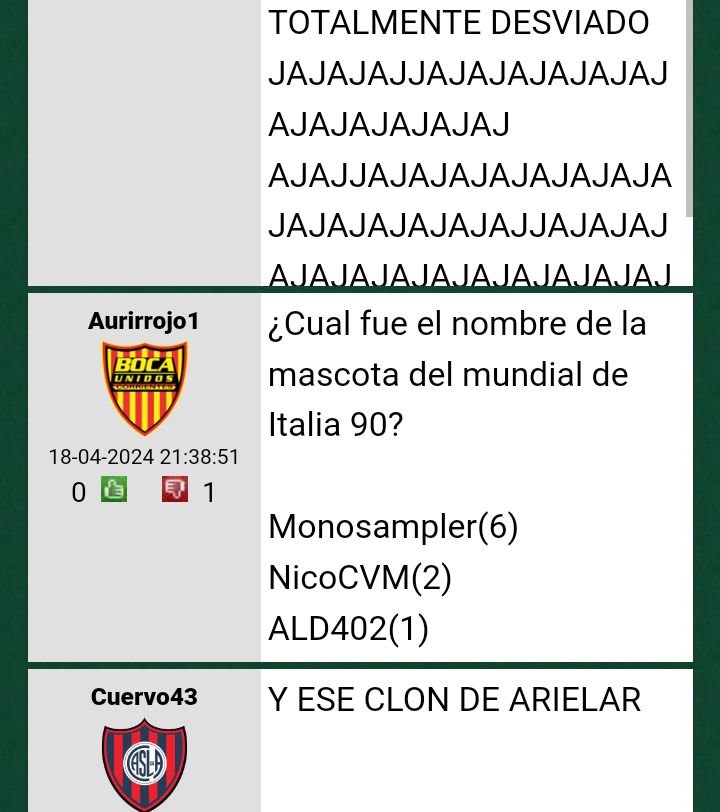 TOTALMENTE DESVIADO
JAJAJAJJAJAJAJAJAJAJ
AJAJAJAJAJAJ
AJAJJAJAJAJAJAJAJAJA
JAJAJAJAJAJAJJAJAJAJ
AJAJAJAJAJAJAJAJAJAJ
Aurirrojo1
BOCA
UNIDOS
CORRIENTES
18-04-2024 21:38:51
0 1
¿Cual fue el nombre de la
mascota del mundial de
Italia 90?
Monosampler(6)
NicoCVM(2)
ALD402(1)
Cuervo43
CASLA
Y ESE CLON DE ARIELAR